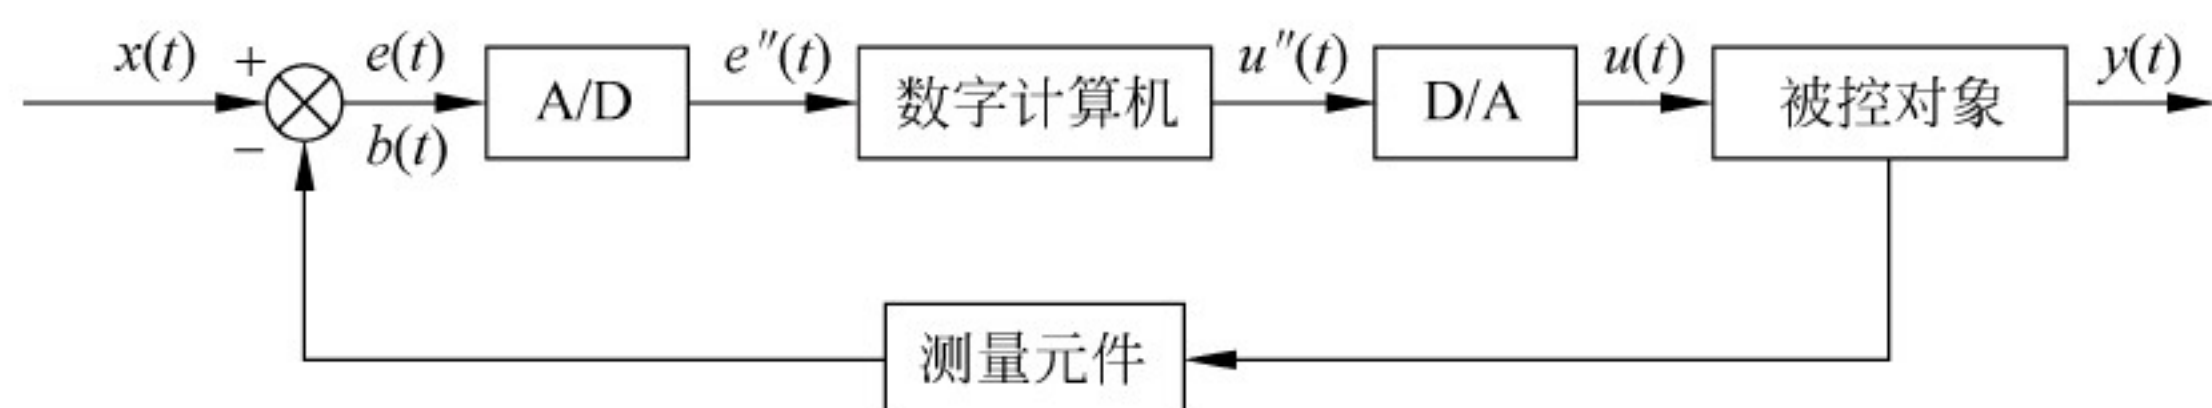 x(t)
+
e(t)
A/D
e″(t)
数字计算机
u″(t)
D/A
u(t)
被控对象
y(t)
−
b(t)
测量元件